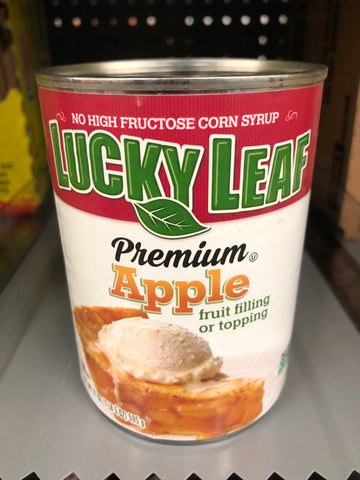 NO HIGH FRUCTOSE CORN SYRUP
LUCKY LEAF
Premium
Apple
fruit filling
or topping